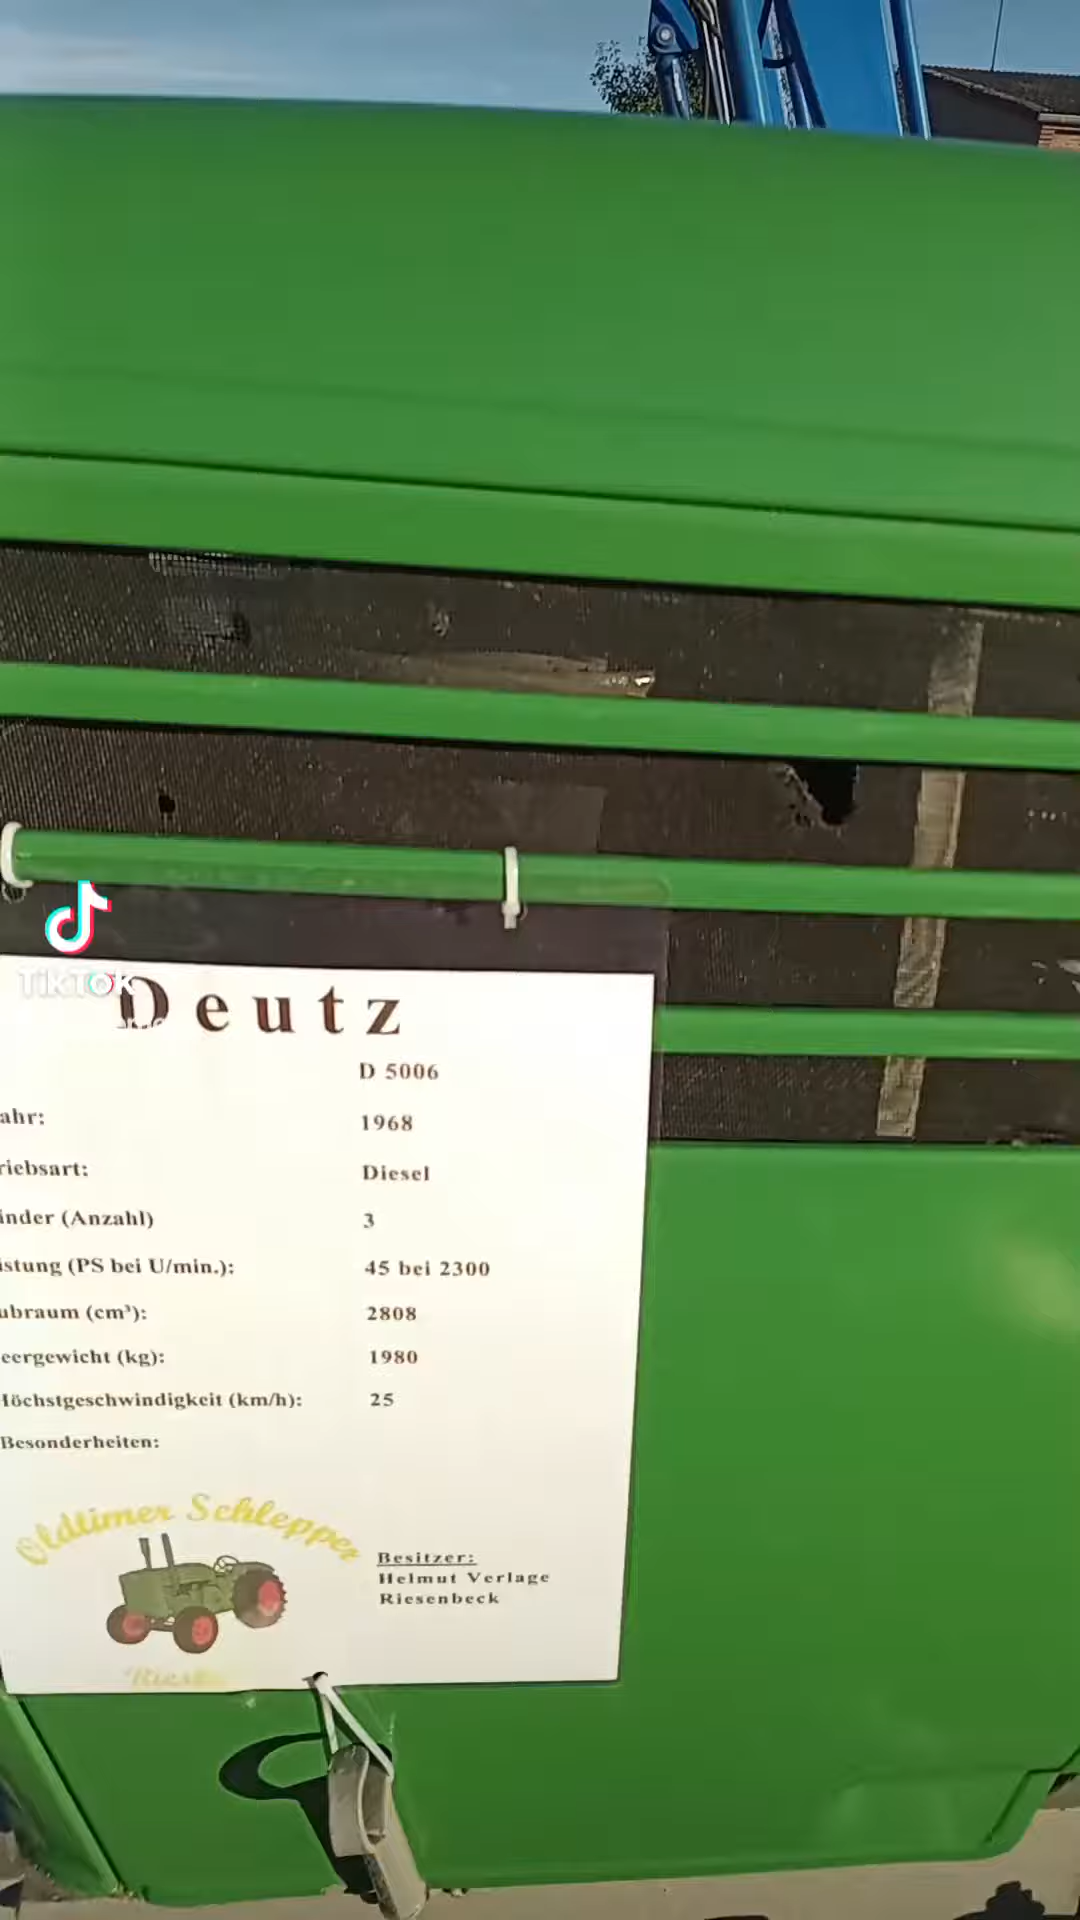 TikTok
Deutz
D 5006
ahr: 1968
riebsart: Diesel
inder (Anzahl) 3
istung (PS bei U/min.): 45 bei 2300
ubraum (cm³): 2808
eergewicht (kg): 1980
Höchstgeschwindigkeit (km/h): 25
Besonderheiten:
Oldtimer Schlepper
Besitzer:
Helmut Verlage
Riesenbeck